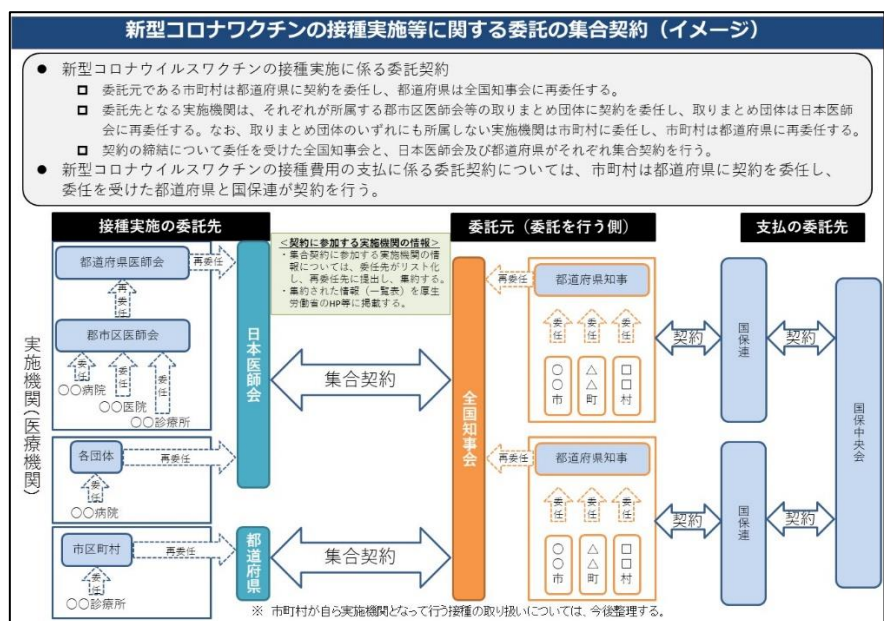 新型コロナワクチンの接種実施等に関する委託の集合契約（イメージ）
● 新型コロナウイルスワクチンの接種実施に係る委託契約
□ 委託元である市町村は都道府県に契約を委任し、都道府県は全国知事会に再委任する。
□ 委託先となる実施機関は、それぞれが所属する郡市区医師会等の取りまとめ団体に契約を委任し、取りまとめ団体は日本医師
会に再委任する。なお、取りまとめ団体のいずれにも所属しない実施機関は市町村に委任し、市町村は都道府県に再委任する。
□ 契約の締結について委任を受けた全国知事会と、日本医師会及び都道府県がそれぞれ集合契約を行う。
● 新型コロナウイルスワクチンの接種費用の支払に係る委託契約については、市町村は都道府県に契約を委任し、
委任を受けた都道府県と国保連が契約を行う。
接種実施の委託先
委託元（委託を行う側）
支払の委託先
＜契約に参加する実施機関の情報＞
・集合契約に参加する実施機関の情
報については、委任先がリスト化
し、再委任先に提出し、集約する。
・集約された情報（一覧表）を厚生
労働省のHP等に掲載する。
実施機関（医療機関）
都道府県医師会
再委任
再委任
郡市区医師会
委任
委任
委任
〇〇病院
〇〇医院
〇〇診療所
各団体
再委任
委任
〇〇病院
市区町村
再委任
委任
〇〇診療所
日本医師会
都道府県
集合契約
集合契約
全国知事会
再委任
都道府県知事
委任
委任
委任
〇〇市
△△町
□□村
再委任
都道府県知事
委任
委任
委任
〇〇市
△△町
□□村
契約
国保連
契約
契約
国保連
契約
国保中央会
※ 市町村が自ら実施機関となって行う接種の取り扱いについては、今後整理する。